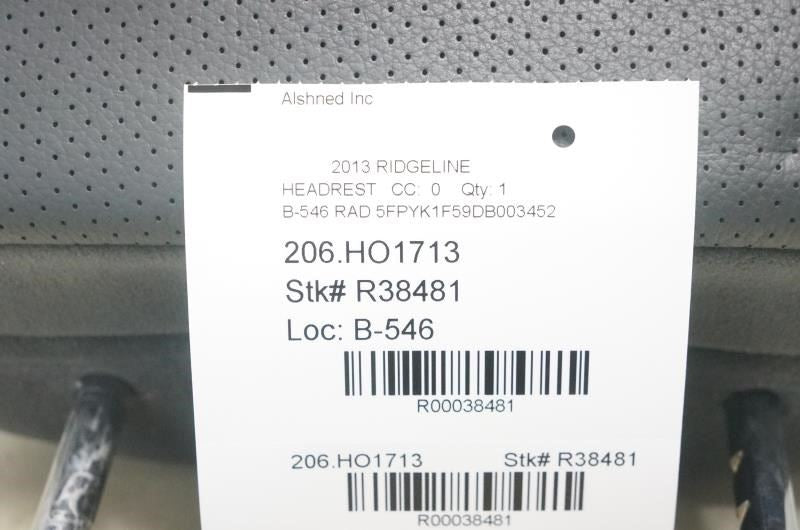 Alshned Inc
2013 RIDGELINE
HEADREST CC: 0 Qty: 1
B-546 RAD 5FPYK1F59DB003452
206.HO1713
Stk# R38481
Loc: B-546
R00038481
206.HO1713 Stk# R38481
R00038481